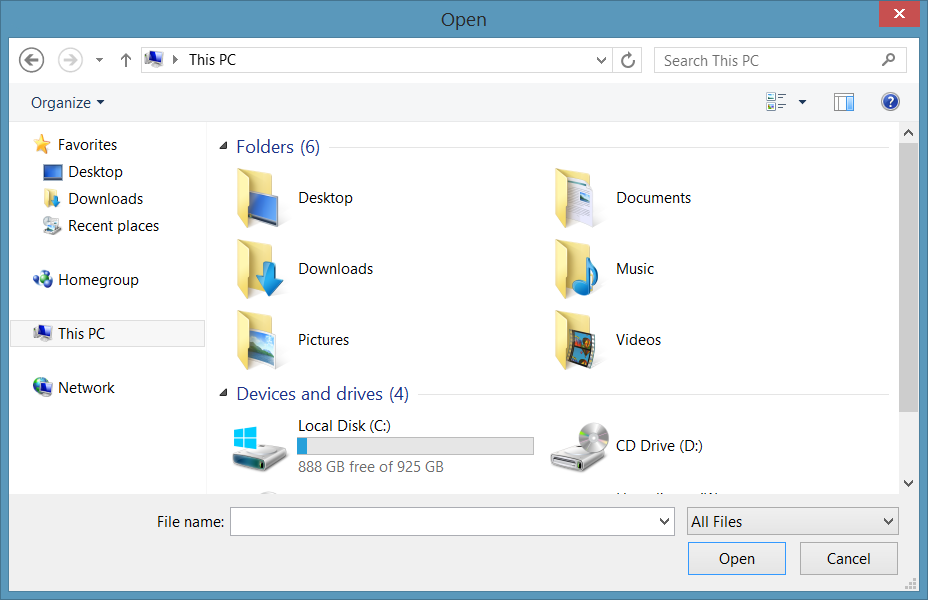 Open
This PC
Search This PC
Organize
Favorites
Desktop
Downloads
Recent places
Homegroup
This PC
Network
Folders (6)
Desktop
Documents
Downloads
Music
Pictures
Videos
Devices and drives (4)
Local Disk (C:)
888 GB free of 925 GB
CD Drive (D:)
File name:
All Files
Open
Cancel